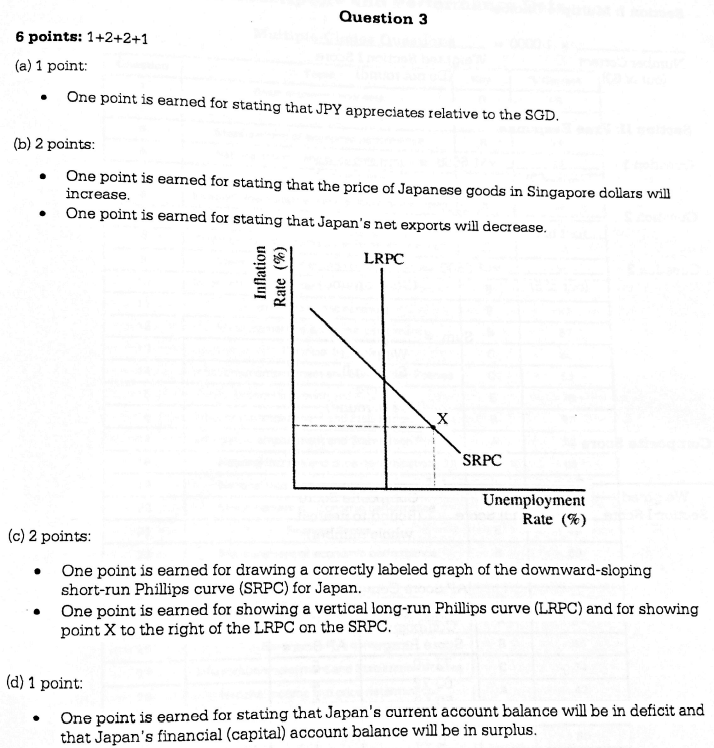 Question 3
6 points: 1+2+2+1
(a) 1 point:
• One point is earned for stating that JPY appreciates relative to the SGD.
(b) 2 points:
• One point is earned for stating that the price of Japanese goods in Singapore dollars will
increase.
• One point is earned for stating that Japan's net exports will decrease.
Inflation
Rate (%)
LRPC
X
SRPC
Unemployment
Rate (%)
(c) 2 points:
• One point is earned for drawing a correctly labeled graph of the downward-sloping
short-run Phillips curve (SRPC) for Japan.
• One point is earned for showing a vertical long-run Phillips curve (LRPC) and for showing
point X to the right of the LRPC on the SRPC.
(d) 1 point:
• One point is earned for stating that Japan's current account balance will be in deficit and
that Japan's financial (capital) account balance will be in surplus.